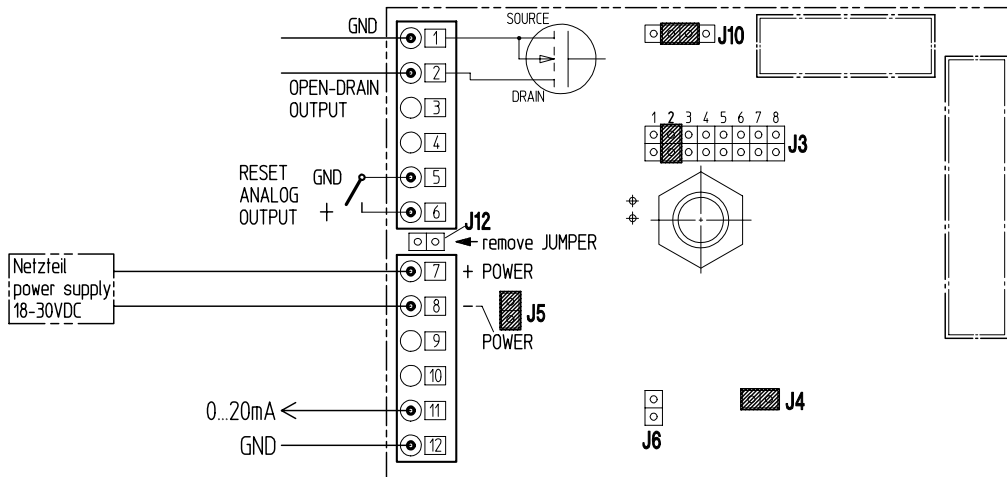 GND
1
SOURCE
J10
2
OPEN-DRAIN
OUTPUT
DRAIN
3
1 2 3 4 5 6 7 8
J3
4
RESET
ANALOG
OUTPUT
GND
5
+
6
J12
remove JUMPER
Netzteil
power supply
18-30VDC
7
+ POWER
8
- POWER
J5
9
10
0...20mA
11
J4
J6
GND
12